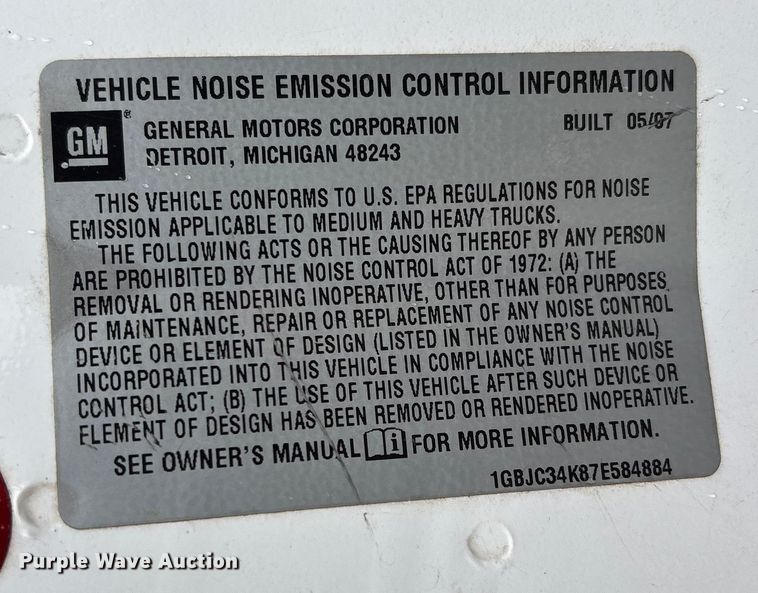 VEHICLE NOISE EMISSION CONTROL INFORMATION
GM ® GENERAL MOTORS CORPORATION BUILT 05/07
DETROIT, MICHIGAN 48243
THIS VEHICLE CONFORMS TO U.S. EPA REGULATIONS FOR NOISE
EMISSION APPLICABLE TO MEDIUM AND HEAVY TRUCKS.
THE FOLLOWING ACTS OR THE CAUSING THEREOF BY ANY PERSON
ARE PROHIBITED BY THE NOISE CONTROL ACT OF 1972: (A) THE
REMOVAL OR RENDERING INOPERATIVE, OTHER THAN FOR PURPOSES
OF MAINTENANCE, REPAIR OR REPLACEMENT OF ANY NOISE CONTROL
DEVICE OR ELEMENT OF DESIGN (LISTED IN THE OWNER'S MANUAL)
INCORPORATED INTO THIS VEHICLE IN COMPLIANCE WITH THE NOISE
CONTROL ACT; (B) THE USE OF THIS VEHICLE AFTER SUCH DEVICE OR
ELEMENT OF DESIGN HAS BEEN REMOVED OR RENDERED INOPERATIVE.
SEE OWNER'S MANUAL i FOR MORE INFORMATION.
1GBJC34K87E584884
Purple Wave Auction